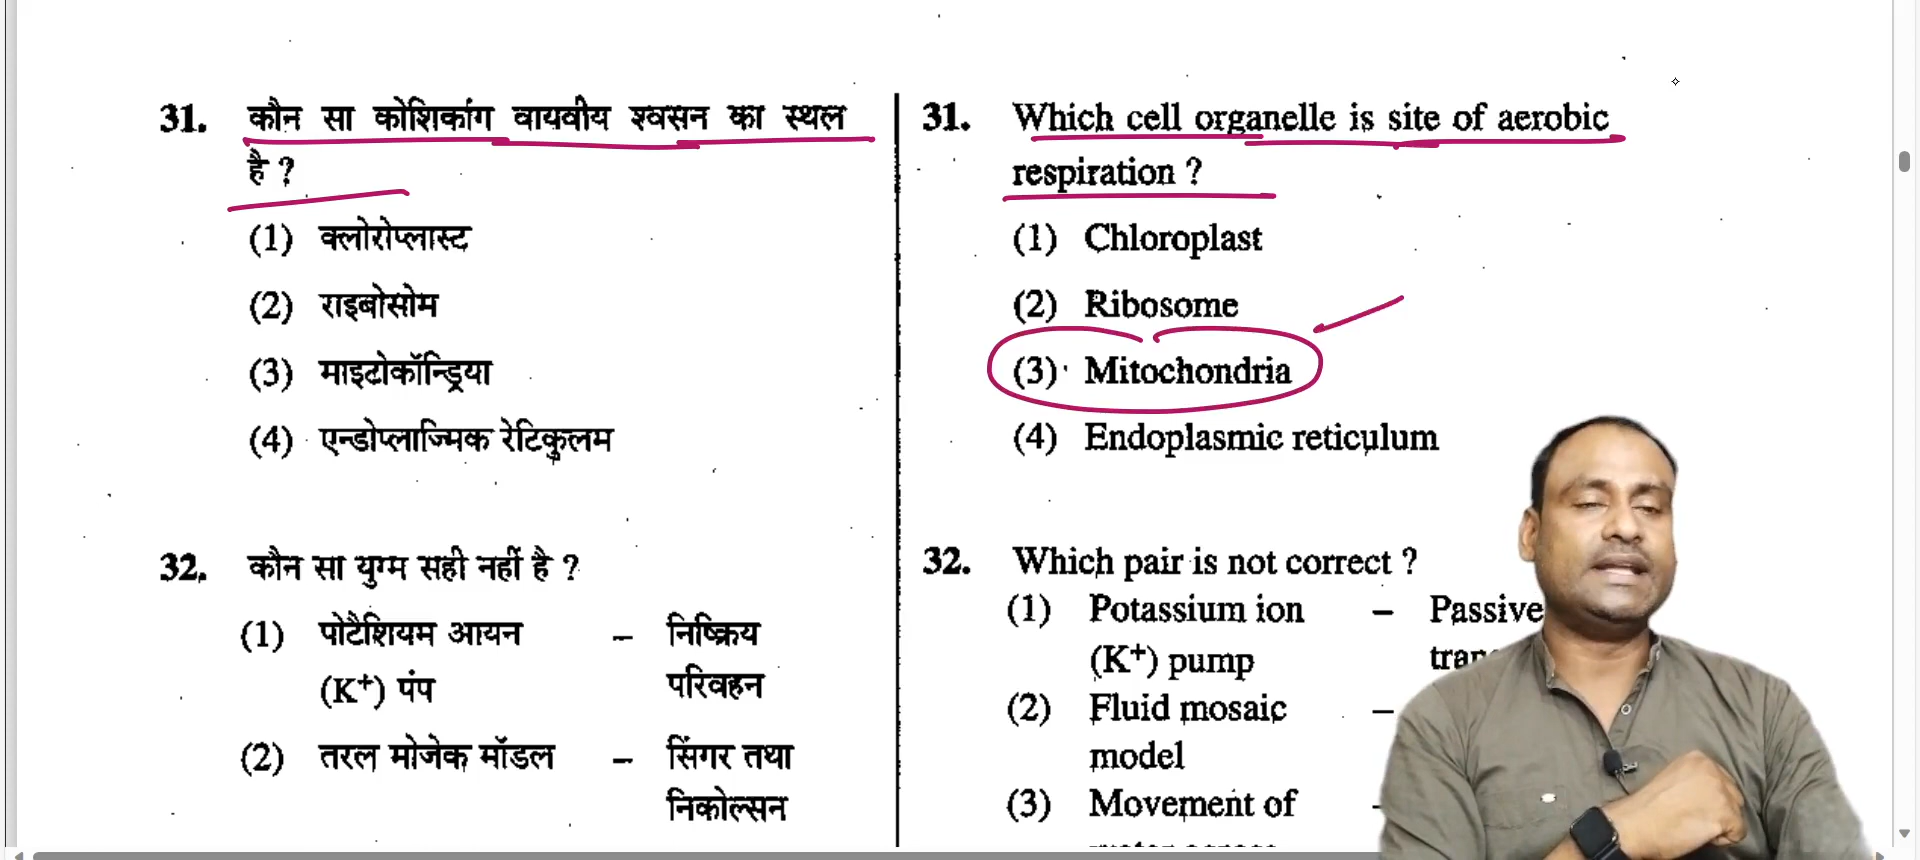 31. कौन सा कोशिकांग वायवीय श्वसन का स्थल
है ?
(1) क्लोरोप्लास्ट
(2) राइबोसोम
(3) माइटोकॉन्ड्रिया
(4) एन्डोप्लाज्मिक रेटिकुलम
32. कौन सा युग्म सही नहीं है ?
(1) पोटैशियम आयन – निष्क्रिय
(K⁺) पंप परिवहन
(2) तरल मोजेक मॉडल – सिंगर तथा
निकोल्सन
31. Which cell organelle is site of aerobic
respiration ?
(1) Chloroplast
(2) Ribosome
(3) Mitochondria
(4) Endoplasmic reticulum
32. Which pair is not correct ?
(1) Potassium ion – Passive
(K⁺) pump
(2) Fluid mosaic –
model
(3) Movement of -